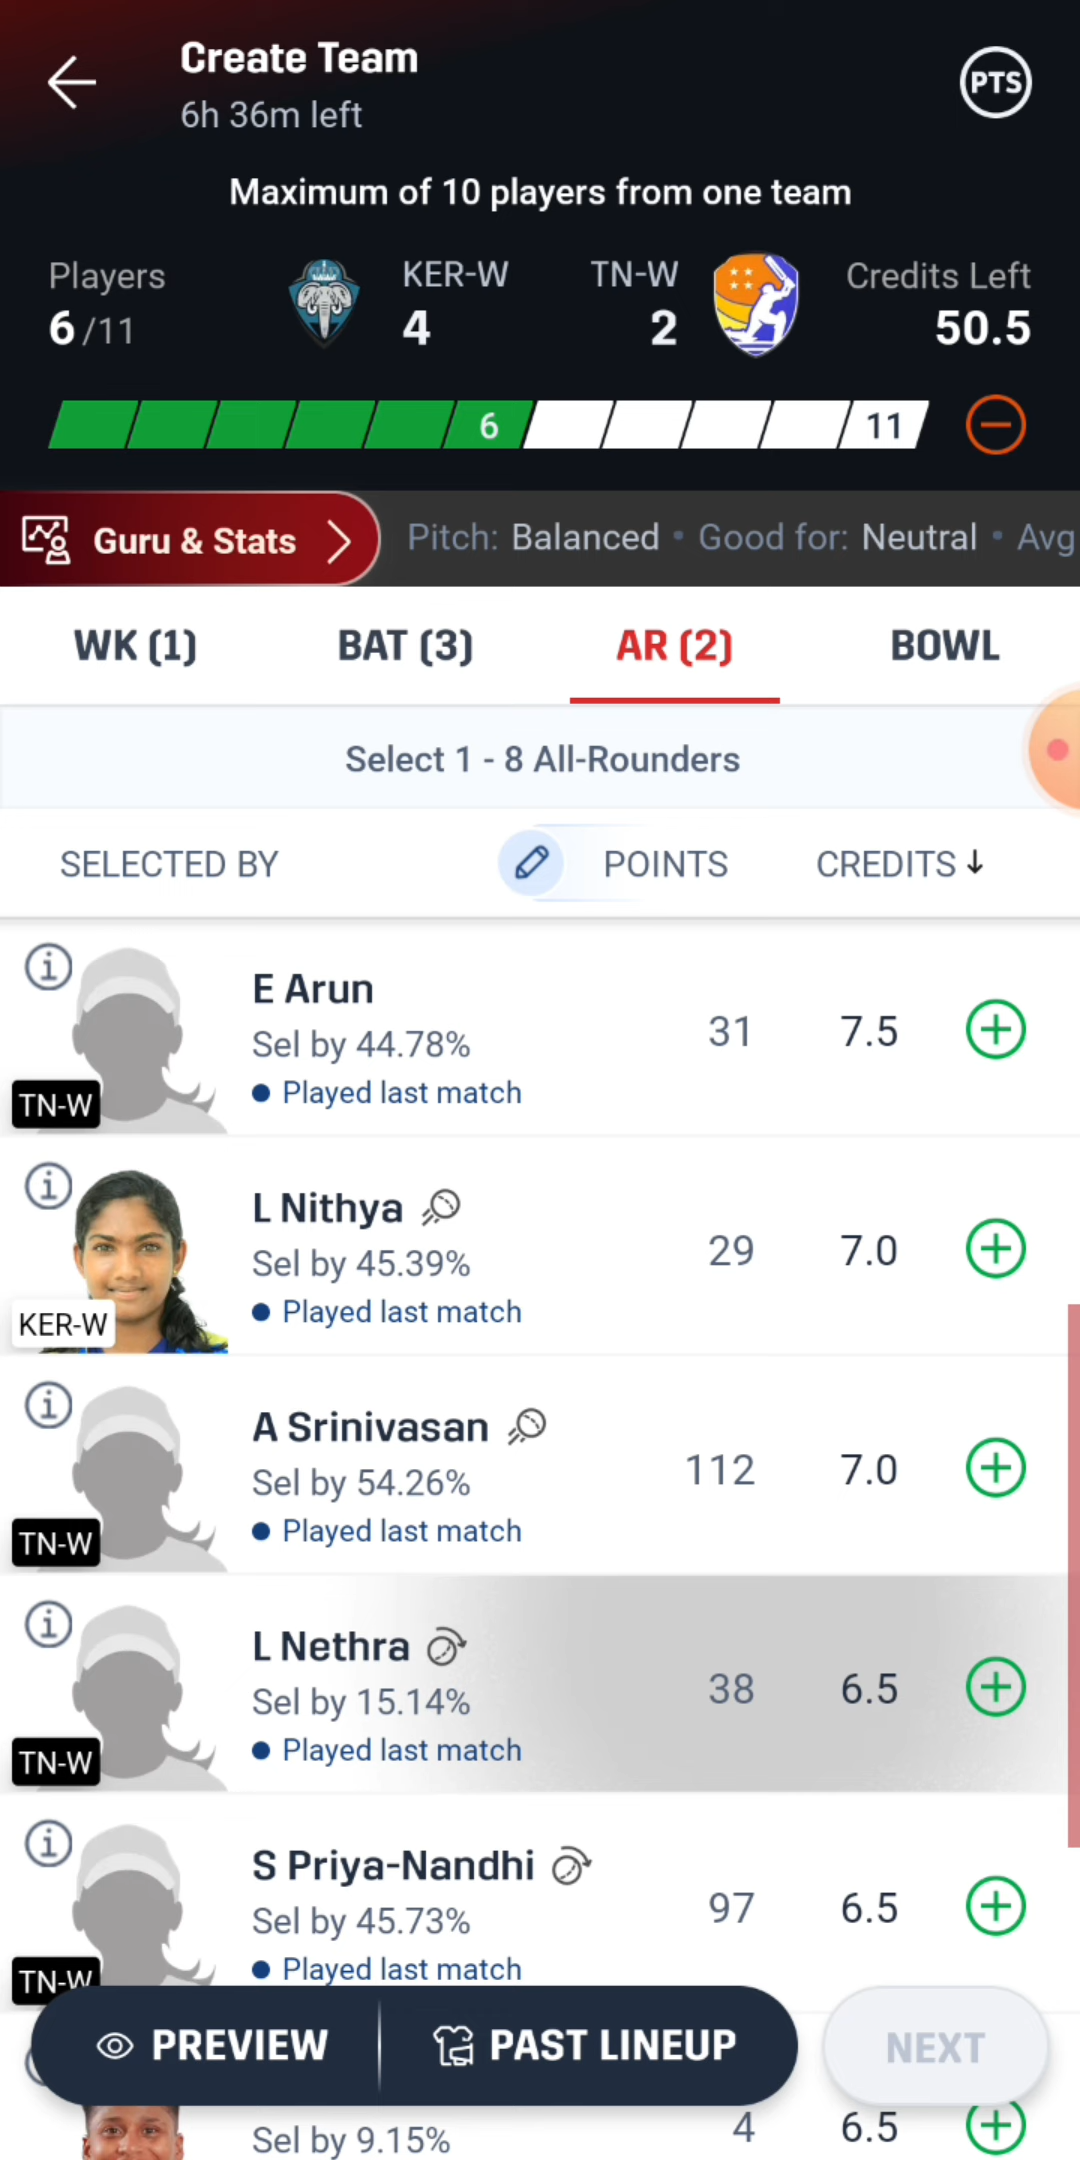 Create Team
6h 36m left
PTS
Maximum of 10 players from one team
Players
6/11
KER-W
4
TN-W
2
Credits Left
50.5
6
11
Guru & Stats
Pitch: Balanced • Good for: Neutral • Avg
WK (1)
BAT (3)
AR (2)
BOWL
Select 1 - 8 All-Rounders
SELECTED BY
POINTS
CREDITS ↓
E Arun
Sel by 44.78%
Played last match
TN-W
31
7.5
L Nithya
Sel by 45.39%
Played last match
KER-W
29
7.0
A Srinivasan
Sel by 54.26%
Played last match
TN-W
112
7.0
L Nethra
Sel by 15.14%
Played last match
TN-W
38
6.5
S Priya-Nandhi
Sel by 45.73%
Played last match
TN-W
97
6.5
PREVIEW
PAST LINEUP
NEXT
Sel by 9.15%
4
6.5